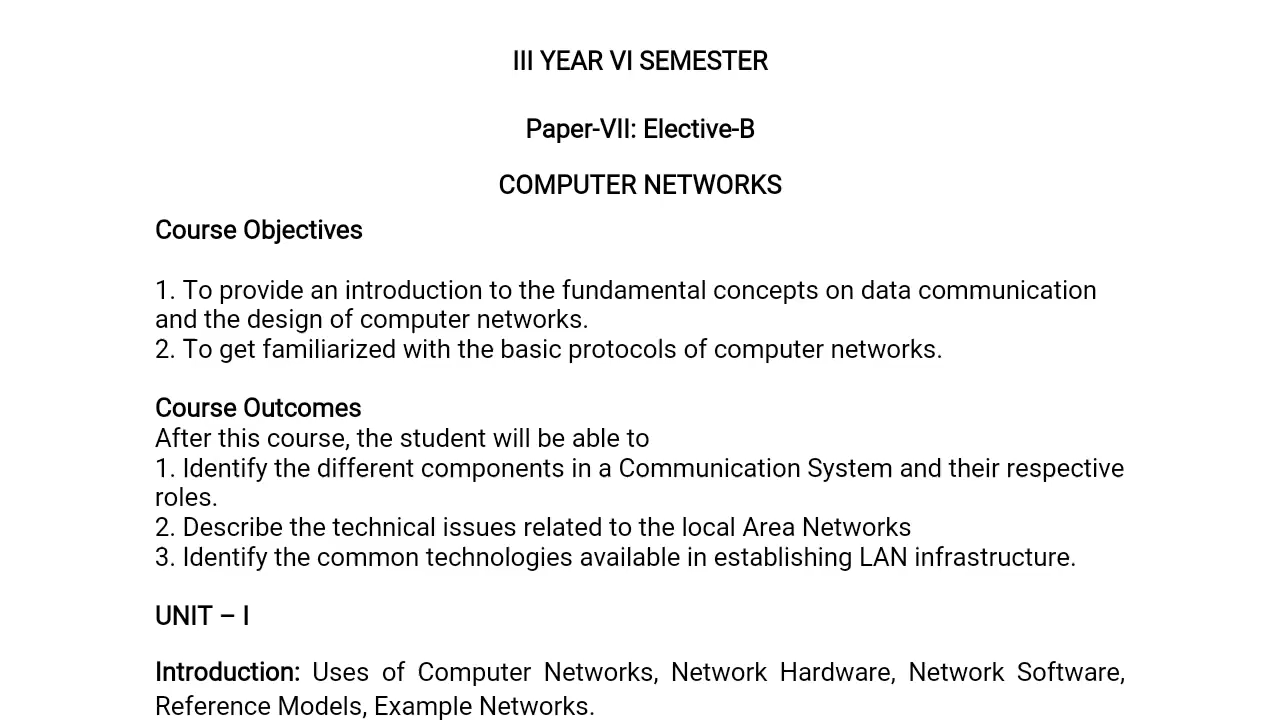 III YEAR VI SEMESTER
Paper-VII: Elective-B
COMPUTER NETWORKS
Course Objectives
1. To provide an introduction to the fundamental concepts on data communication
and the design of computer networks.
2. To get familiarized with the basic protocols of computer networks.
Course Outcomes
After this course, the student will be able to
1. Identify the different components in a Communication System and their respective
roles.
2. Describe the technical issues related to the local Area Networks
3. Identify the common technologies available in establishing LAN infrastructure.
UNIT – I
Introduction: Uses of Computer Networks, Network Hardware, Network Software,
Reference Models, Example Networks.